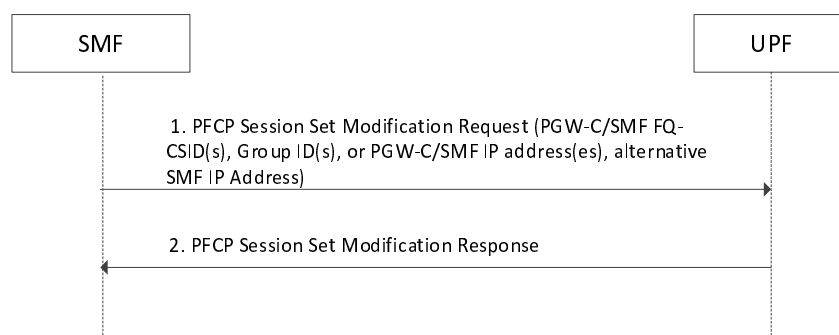 SMF
UPF
1. PFCP Session Set Modification Request (PGW-C/SMF FQ-
CSID(s), Group ID(s), or PGW-C/SMF IP address(es), alternative
SMF IP Address)
2. PFCP Session Set Modification Response